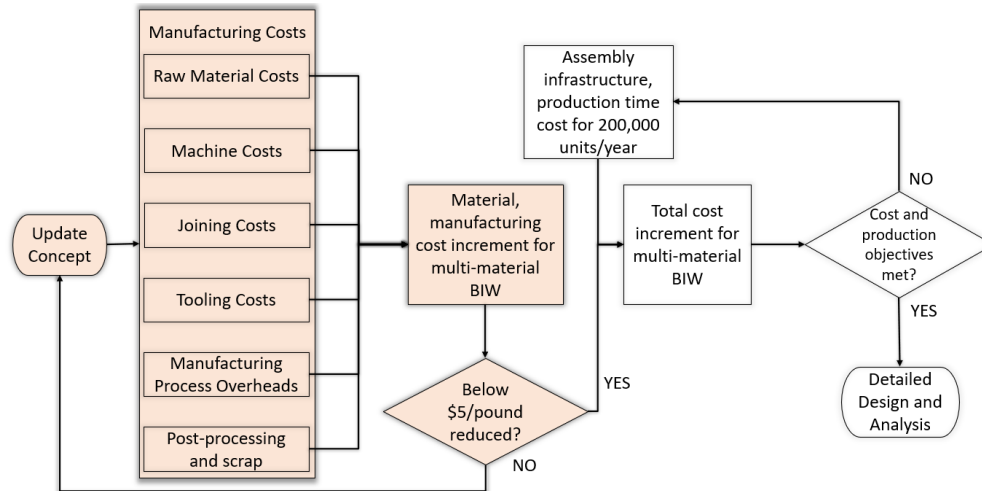 Update
Concept
Manufacturing Costs
Raw Material Costs
Machine Costs
Joining Costs
Tooling Costs
Manufacturing
Process Overheads
Post-processing
and scrap
Material,
manufacturing
cost increment for
multi-material
BIW
Below
$5/pound
reduced?
NO
YES
Assembly
infrastructure,
production time
cost for 200,000
units/year
Total cost
increment for
multi-material
BIW
Cost and
production
objectives
met?
NO
YES
Detailed
Design and
Analysis